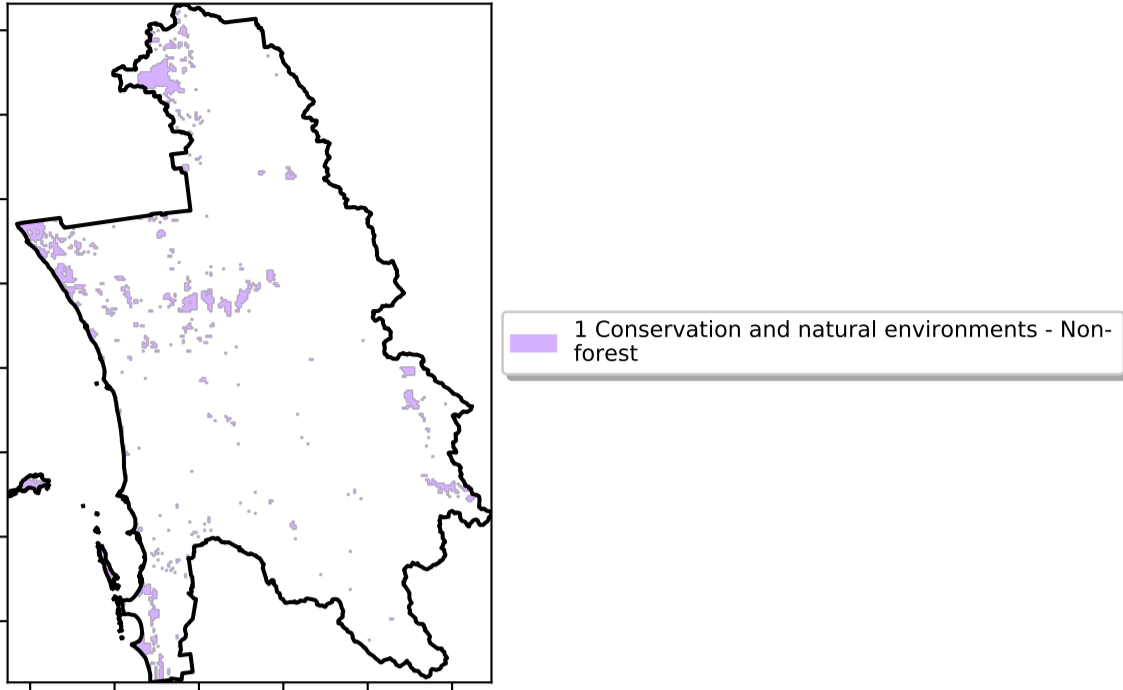 1 Conservation and natural environments - Non-
forest